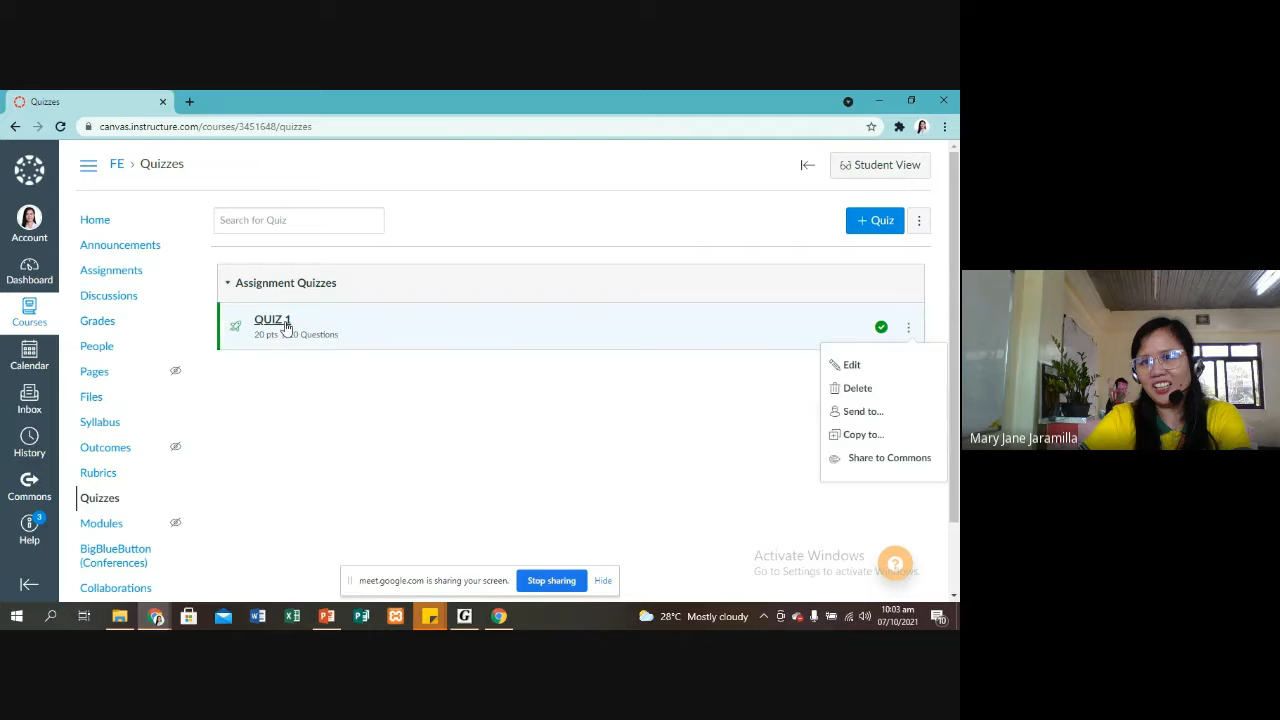 Quizzes
canvas.instructure.com/courses/3451648/quizzes
FE › Quizzes
Student View
Account
Dashboard
Courses
Calendar
Inbox
History
Commons
3
Help
Home
Announcements
Assignments
Discussions
Grades
People
Pages
Files
Syllabus
Outcomes
Rubrics
Quizzes
Modules
BigBlueButton
(Conferences)
Collaborations
Search for Quiz
+ Quiz
Assignment Quizzes
QUIZ 1
20 pts
Questions
Edit
Delete
Send to...
Copy to...
Share to Commons
Mary Jane Jaramilla
Activate Windows
Go to Settings to activate Windows.
meet.google.com is sharing your screen.
Stop sharing
Hide
28°C Mostly cloudy
10:03 am
07/10/2021
10